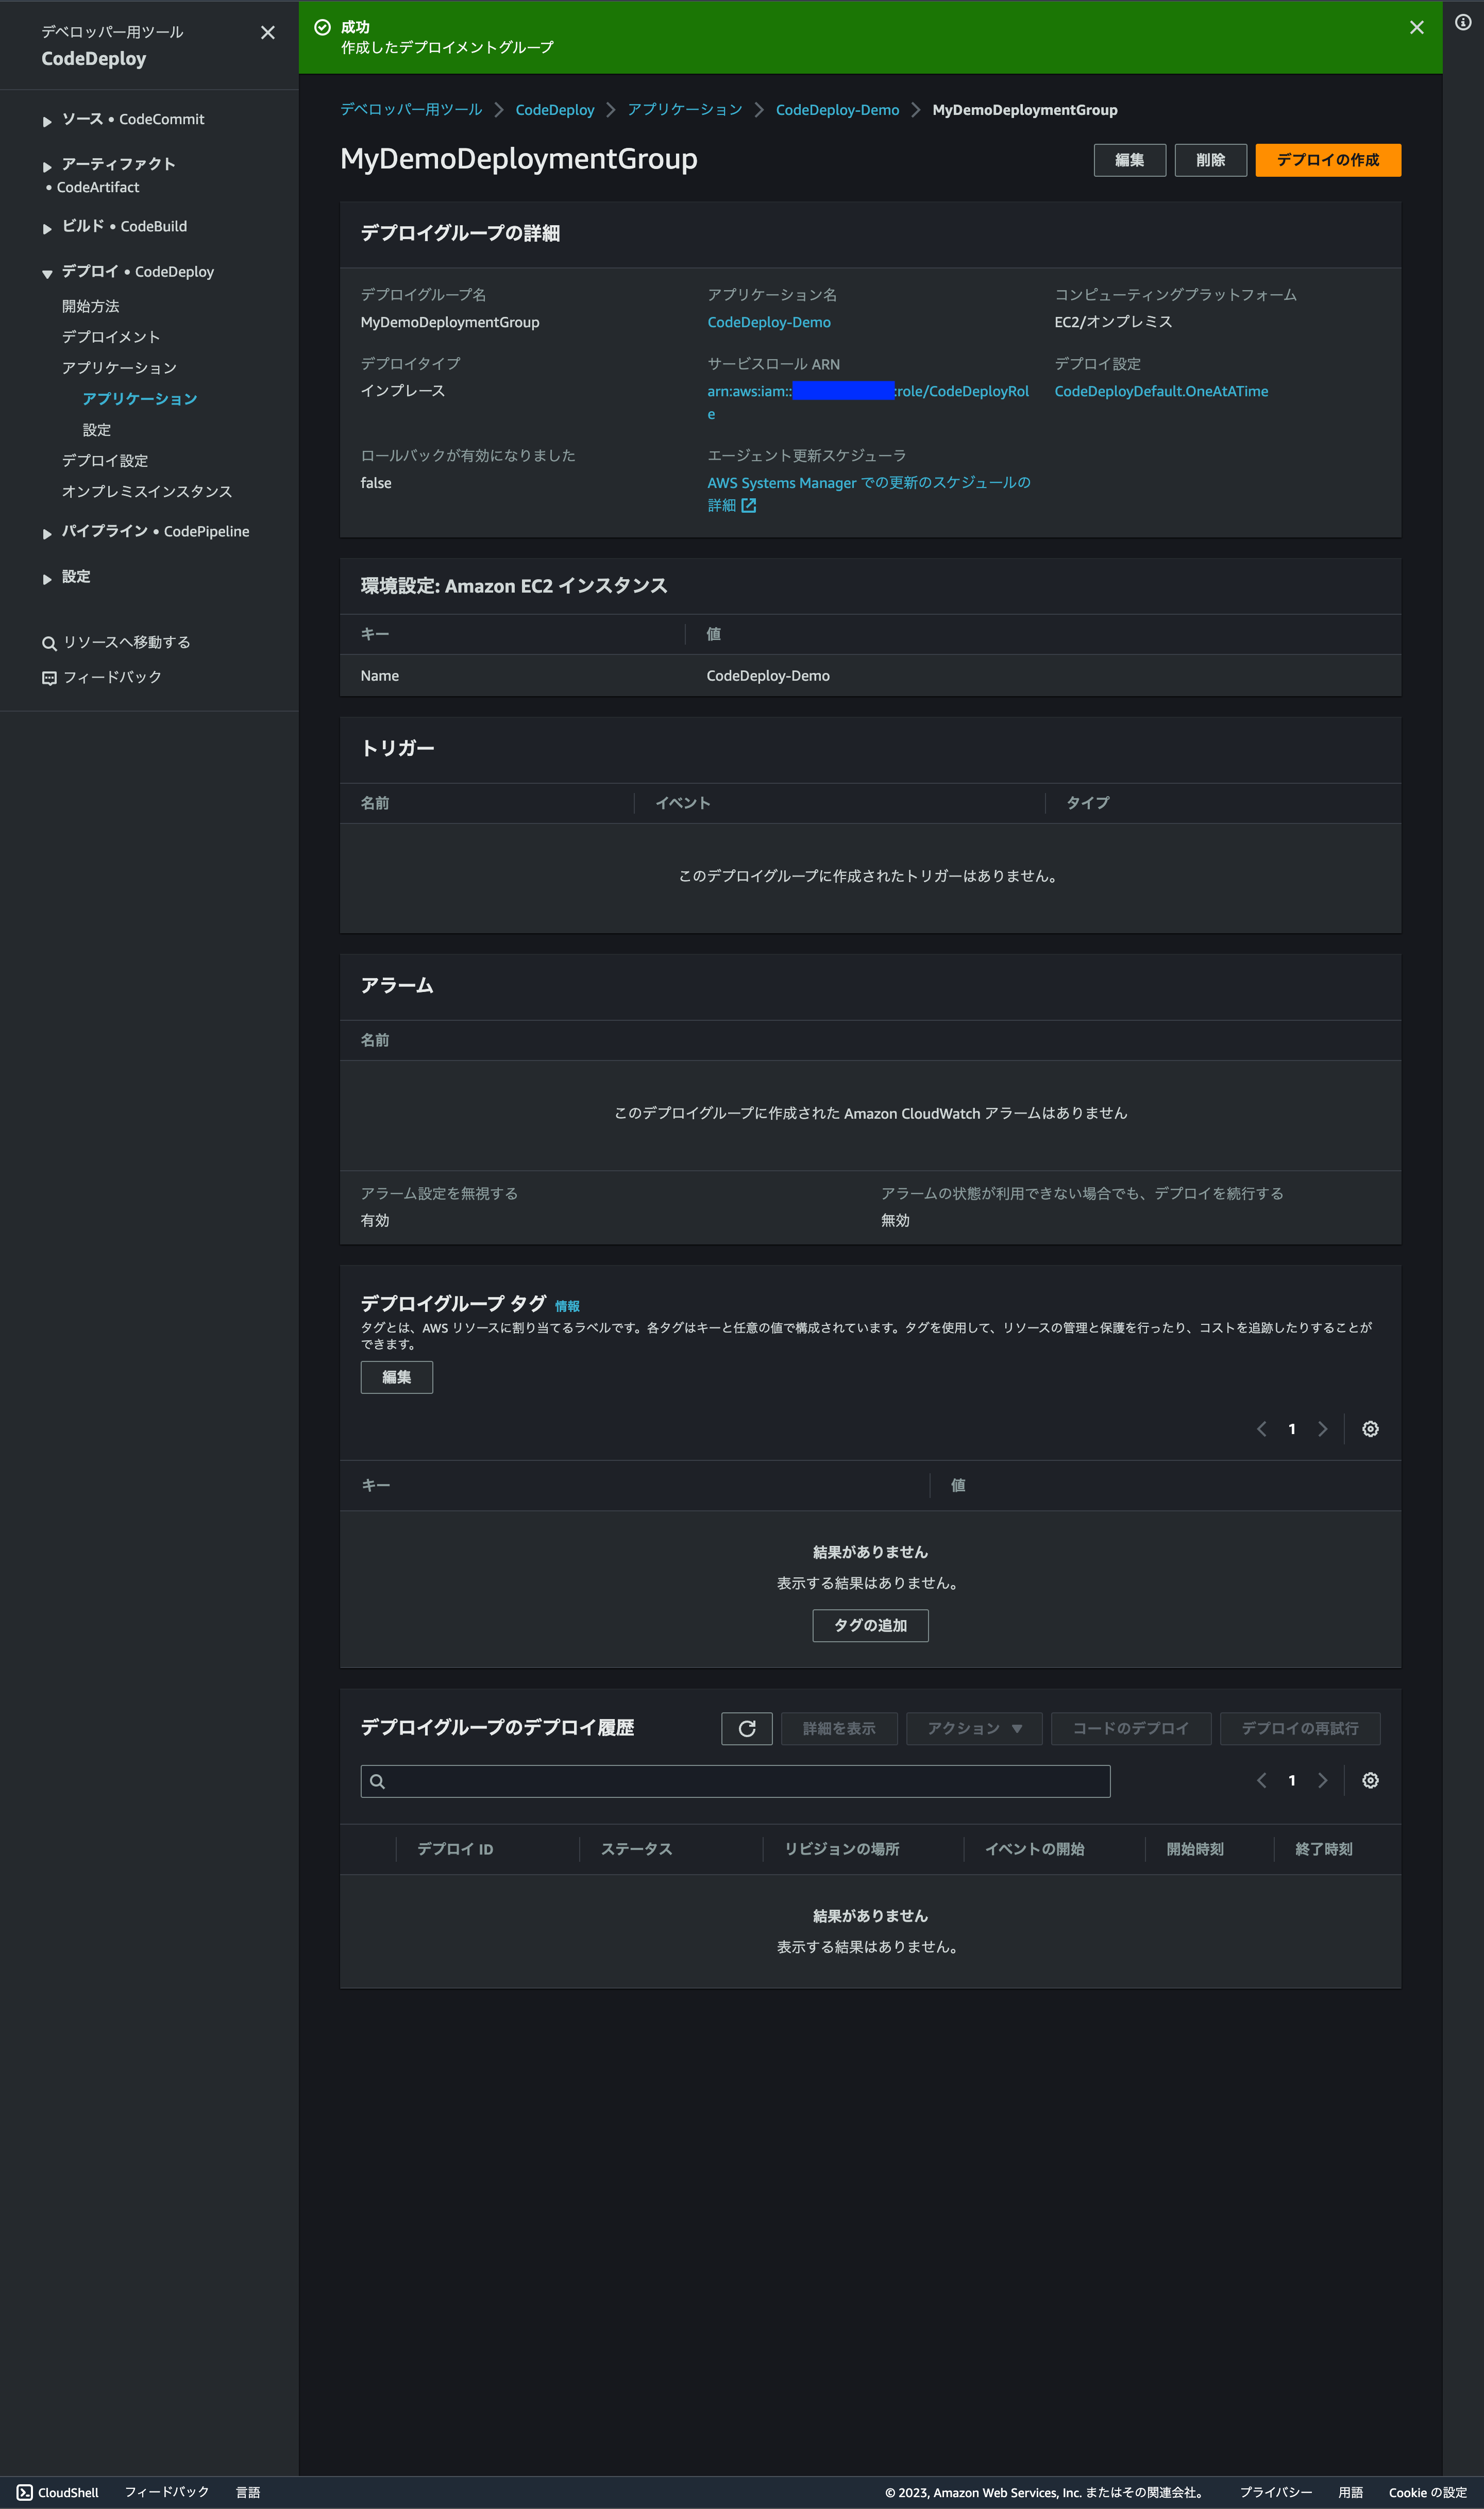 デベロッパー用ツール
CodeDeploy
ソース • CodeCommit
アーティファクト
• CodeArtifact
ビルド • CodeBuild
デプロイ • CodeDeploy
開始方法
デプロイメント
アプリケーション
アプリケーション
設定
デプロイ設定
オンプレミスインスタンス
パイプライン • CodePipeline
設定
リソースへ移動する
フィードバック
成功
作成したデプロイメントグループ
デベロッパー用ツール > CodeDeploy > アプリケーション > CodeDeploy-Demo > MyDemoDeploymentGroup
MyDemoDeploymentGroup
編集 削除 デプロイの作成
デプロイグループの詳細
デプロイグループ名 アプリケーション名 コンピューティングプラットフォーム
MyDemoDeploymentGroup CodeDeploy-Demo EC2/オンプレミス
デプロイタイプ サービスロール ARN デプロイ設定
インプレース arn:aws:iam:: :role/CodeDeployRol CodeDeployDefault.OneAtATime
e
ロールバックが有効になりました エージェント更新スケジューラ
false AWS Systems Manager での更新のスケジュールの
詳細
環境設定: Amazon EC2 インスタンス
キー 値
Name CodeDeploy-Demo
トリガー
名前 イベント タイプ
このデプロイグループに作成されたトリガーはありません。
アラーム
名前
このデプロイグループに作成された Amazon CloudWatch アラームはありません
アラーム設定を無視する アラームの状態が利用できない場合でも、デプロイを続行する
有効 無効
デプロイグループ タグ 情報
タグとは、AWS リソースに割り当てるラベルです。各タグはキーと任意の値で構成されています。タグを使用して、リソースの管理と保護を行ったり、コストを追跡したりすることが
できます。
編集
1
キー 値
結果がありません
表示する結果はありません。
タグの追加
デプロイグループのデプロイ履歴 詳細を表示 アクション コードのデプロイ デプロイの再試行
1
デプロイ ID ステータス リビジョンの場所 イベントの開始 開始時刻 終了時刻
結果がありません
表示する結果はありません。
CloudShell フィードバック 言語 © 2023, Amazon Web Services, Inc. またはその関連会社。 プライバシー 用語 Cookie の設定